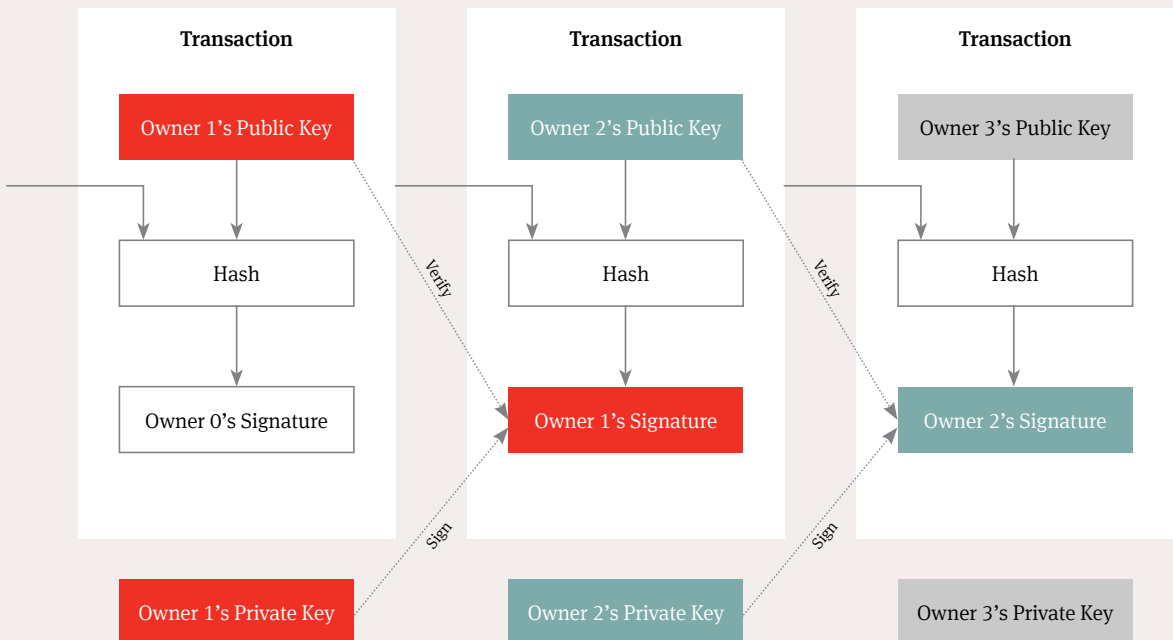 Transaction
Transaction
Transaction
Owner 1’s Public Key
Owner 2’s Public Key
Owner 3’s Public Key
Hash
Hash
Hash
Verify
Verify
Owner 0’s Signature
Owner 1’s Signature
Owner 2’s Signature
Sign
Sign
Owner 1’s Private Key
Owner 2’s Private Key
Owner 3’s Private Key